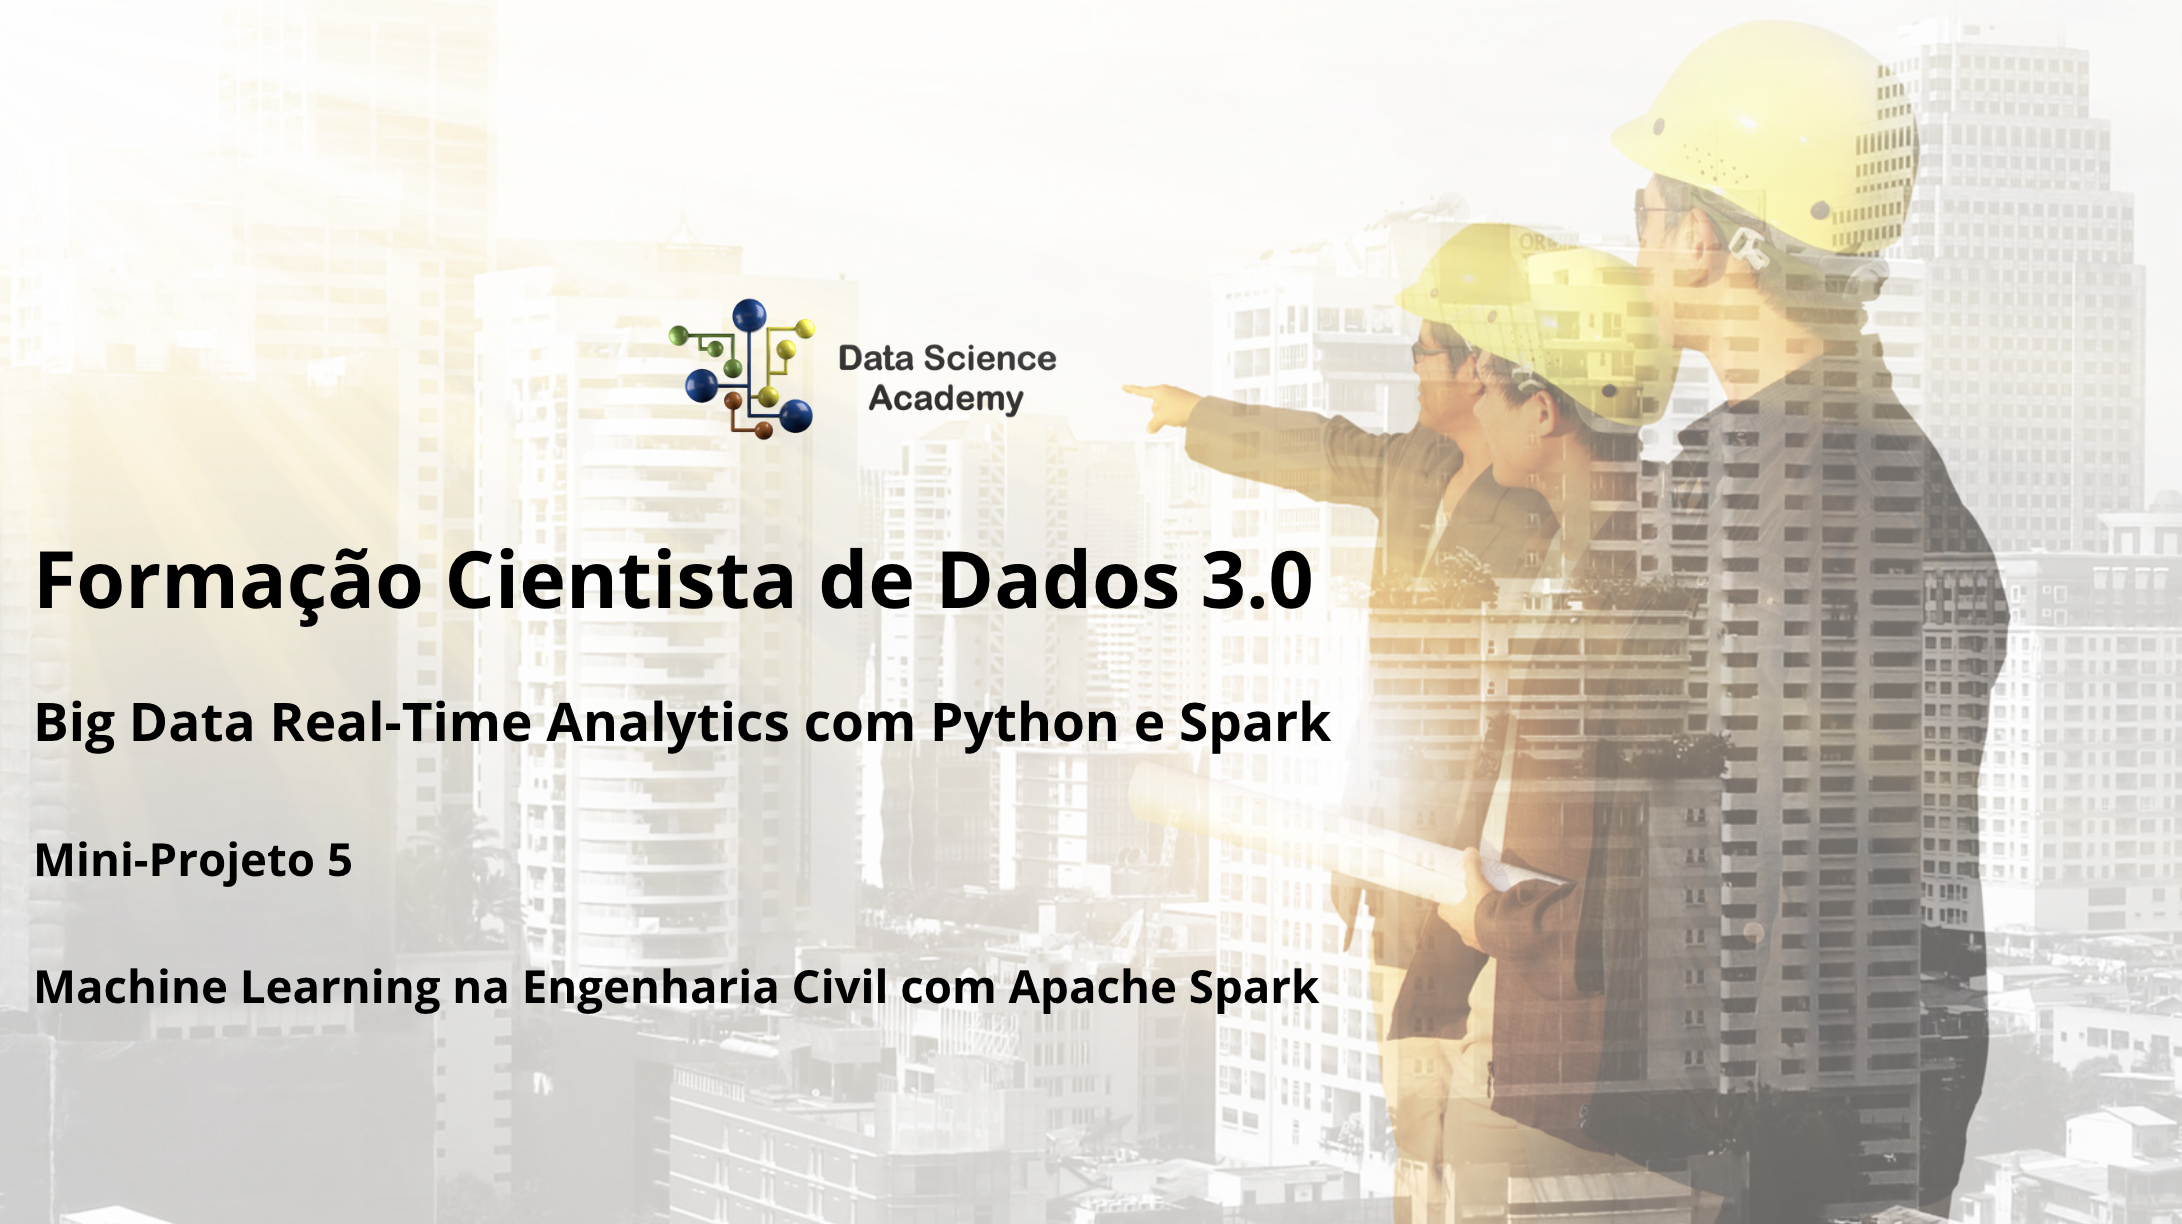 Data Science
Academy
Formação Cientista de Dados 3.0
Big Data Real-Time Analytics com Python e Spark
Mini-Projeto 5
Machine Learning na Engenharia Civil com Apache Spark